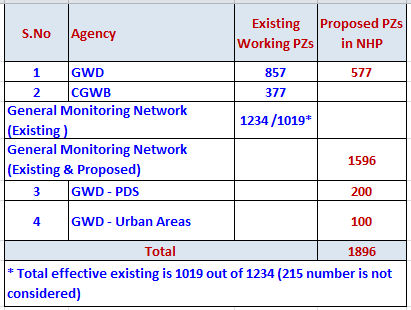 S.No Agency Existing Working PZs Proposed PZs in NHP
1 GWD 857 577
2 CGWB 377
General Monitoring Network (Existing ) 1234 /1019*
General Monitoring Network (Existing & Proposed) 1596
3 GWD - PDS 200
4 GWD - Urban Areas 100
Total 1896
* Total effective existing is 1019 out of 1234 (215 number is not
considered)